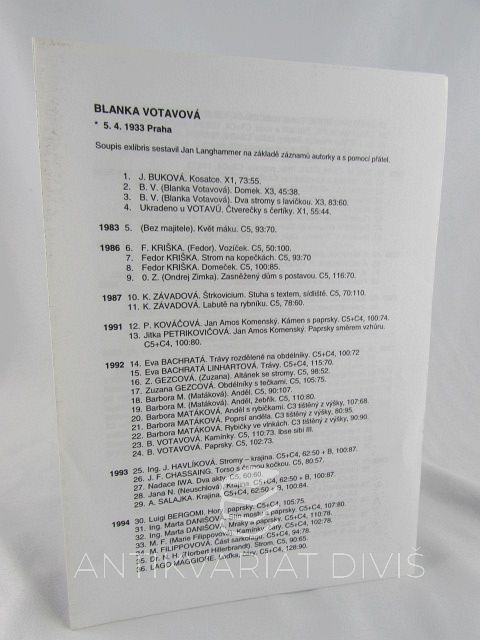 BLANKA VOTAVOVÁ
* 5. 4. 1933 Praha
Soupis exlibris sestavil Jan Langhammer na základě záznamů autorky a s pomocí přátel.
1. J. BUKOVÁ. Kosatce. X1, 73:55.
2. B. V. (Blanka Votavová). Domek. X3, 45:38.
3. B. V. (Blanka Votavová). Dva stromy s lavičkou. X3, 83:60.
4. Ukradeno u VOTAVŮ. Čtverečky s čertíky. X1, 55:44.
1983 5. (Bez majitele). Květ máku. C5, 93:70.
1986 6. F. KRIŠKA. (Fedor). Vozíček. C5, 50:100.
7. Fedor KRIŠKA. Strom na kopečkách. C5, 93:70
8. Fedor KRIŠKA. Domeček. C5, 100:85.
9. O. Z. (Ondrej Zimka). Zasněžený dům s postavou. C5, 116:70.
1987 10. K. ZÁVADOVÁ. Štrkovicium. Stuha s textem, sídliště. C5, 70:110.
11. K. ZÁVADOVÁ. Labutě na rybníku. C5, 78:60.
1991 12. P. KOVÁČOVÁ. Jan Amos Komenský. Kámen s paprsky. C5+C4, 100:74.
13. Jitka PETRIKOVIČOVÁ. Jan Amos Komenský. Paprsky směrem vzhůru.
C5+C4, 100:80.
1992 14. Eva BACHRATÁ. Trávy rozdělené na obdélníky. C5+C4, 100:72
15. Eva BACHRATÁ LINHARTOVÁ. Trávy. C5+C4, 115:70.
16. Z. GEZCOVÁ. (Zuzana). Altánek se stromy. C5, 98:52.
17. Zuzana GEZCOVÁ. Obdélníky s tečkami. C5, 105:75.
18. Barbora M. (Matáková). Anděl. C5, 90:107.
19. Barbora M. (Matáková). Anděl, žebřík. C5, 110:80.
20. Barbora MATÁKOVÁ. Anděl s rybičkami. C3 tištěný z výšky, 107:68.
21. Barbora MATÁKOVÁ. Poprsí anděla. C3 tištěný z výšky, 80:95.
22. Barbora MATÁKOVÁ. Rybičky ve vlnkách. C3 tištěný z výšky, 90:90.
23. B. VOTAVOVÁ. Kamínky. C5, 110:73. Ibse sibi III.
24. B. VOTAVOVÁ. Paprsky. C5, 102:73.
1993 25. Ing. J. HAVLÍKOVÁ. Stromy – krajina. C5+C4, 62:50 + B, 100:87.
26. J. F. CHASSAING. Torso s černou kočkou. C5, 80:57.
27. Nadace IWA. Dva akty. C5, 60:60.
28. Jana N. (Neuschlová). Krajina. C5+C4, 62:50 + B, 100:87.
29. A. SALAJKA. Krajina. C5+C4, 62:50 + B, 100:84.
1994 30. Luigi BERGOMI. Hory, paprsky. C5+C4, 105:75.
31. Ing. Marta DANIŠOVÁ. Stín mostu s paprsky. C5+C4, 107:80.
32. Ing. Marta DANIŠOVÁ. Mraky a paprsky. C5+C4, 110:78.
33. M. F. (Marie Filippovová). Kamínky, čáry. C5+C4, 102:78.
34. M. FILIPPOVOVÁ. Část sarkofágu. C5+C4, 94:78.
35. Dr. N. H. (Norbert Hillerbrandt). Strom. C5, 90:65.
36. LAGO MAGGIORE. C5+C4, 128:90.
ANTIKVARIAT DIVIŠ